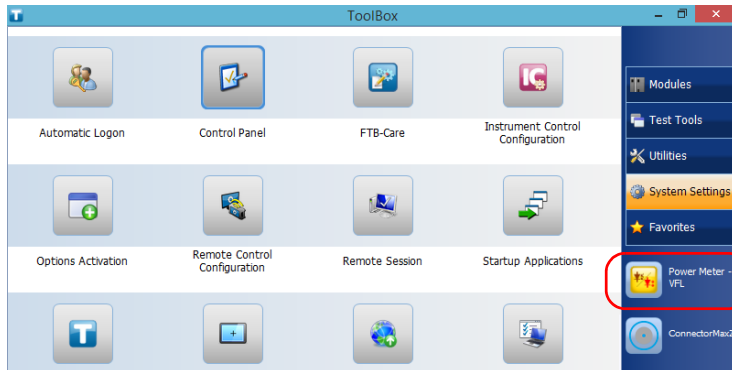 ToolBox
Automatic Logon
Control Panel
FTB-Care
Instrument Control
Configuration
Options Activation
Remote Control
Configuration
Remote Session
Startup Applications
Modules
Test Tools
Utilities
System Settings
Favorites
Power Meter -
VFL
ConnectorMax2